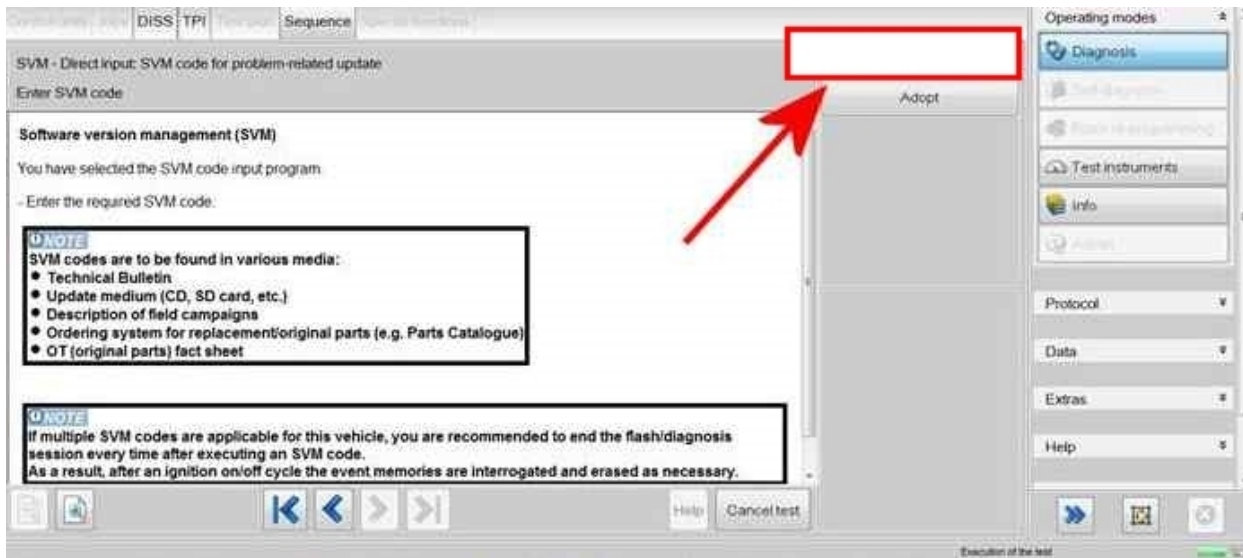 DiSS TPI Sequence
SVM - Direct input: SVM code for problem-related update
Enter SVM code
Adopt
Software version management (SVM)
You have selected the SVM code input program.
- Enter the required SVM code:
NOTE
SVM codes are to be found in various media:
● Technical Bulletin
● Update medium (CD, SD card, etc.)
● Description of field campaigns
● Ordering system for replacement/original parts (e.g. Parts Catalogue)
● OT (original parts) fact sheet
NOTE
If multiple SVM codes are applicable for this vehicle, you are recommended to end the flash/diagnosis
session every time after executing an SVM code.
As a result, after an ignition on/off cycle the event memories are interrogated and erased as necessary.
Help
Cancel test
Operating modes
Diagnosis
Test instruments
Info
Protocol
Data
Extras
Help
Execution of the test